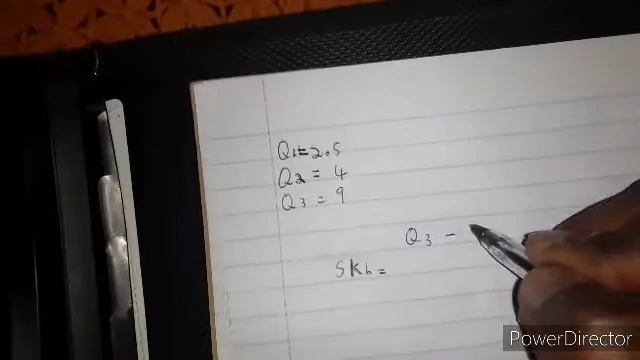 Q1=2.5
Q2 = 4
Q3 = 9
Q3 -
Skb=
PowerDirector